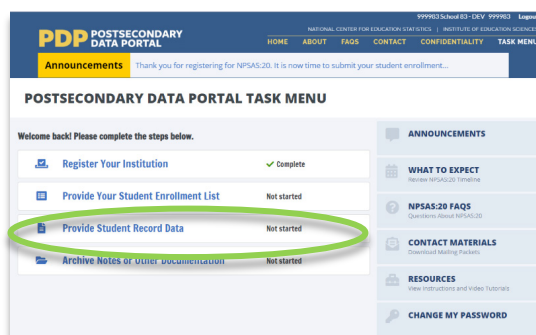 999983 School 83 - DEV 999983 Logout
NATIONAL CENTER FOR EDUCATION STATISTICS | INSTITUTE OF EDUCATION SCIENCES
PDP POSTSECONDARY
DATA PORTAL
HOME ABOUT FAQS CONTACT CONFIDENTIALITY TASK MENU
Announcements Thank you for registering for NPSAS:20. It is now time to submit your student enrollment...
POSTSECONDARY DATA PORTAL TASK MENU
Welcome back! Please complete the steps below.
Register Your Institution Complete
Provide Your Student Enrollment List Not started
Provide Student Record Data Not started
Archive Notes or Other Documentation Not started
ANNOUNCEMENTS
WHAT TO EXPECT
Review NPSAS:20 Timeline
NPSAS:20 FAQS
Questions About NPSAS:20
CONTACT MATERIALS
Download Mailing Packets
RESOURCES
View Instructions and Video Tutorials
CHANGE MY PASSWORD